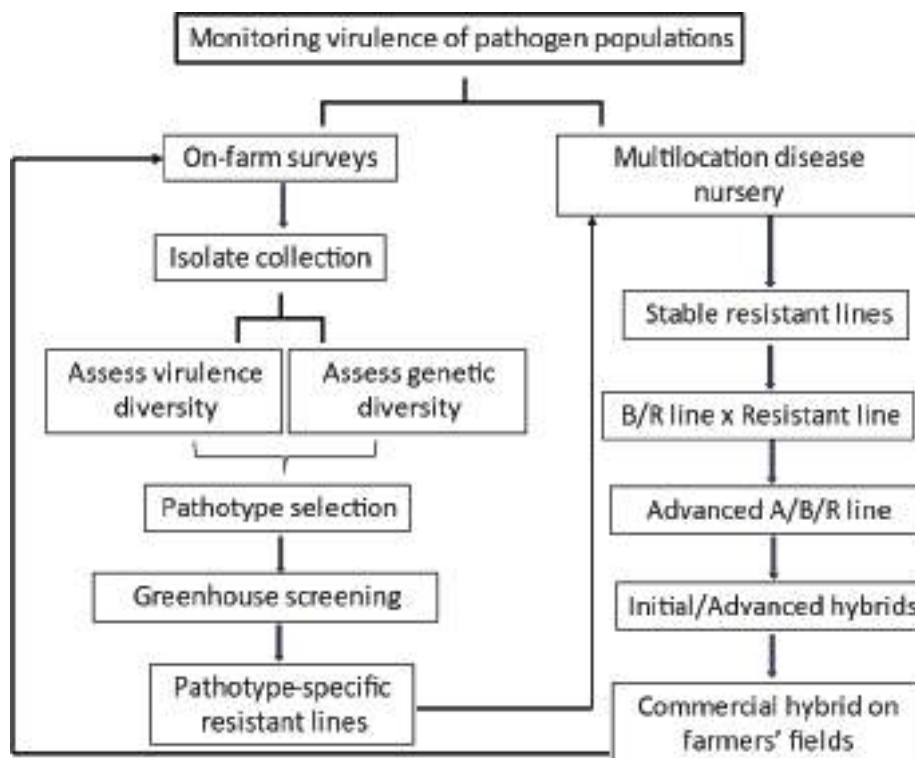 Monitoring virulence of pathogen populations
On-farm surveys
Multilocation disease
nursery
Isolate collection
Stable resistant lines
Assess virulence
diversity
Assess genetic
diversity
B/R line x Resistant line
Pathotype selection
Advanced A/B/R line
Greenhouse screening
Initial/Advanced hybrids
Pathotype-specific
resistant lines
Commercial hybrid on
farmers' fields